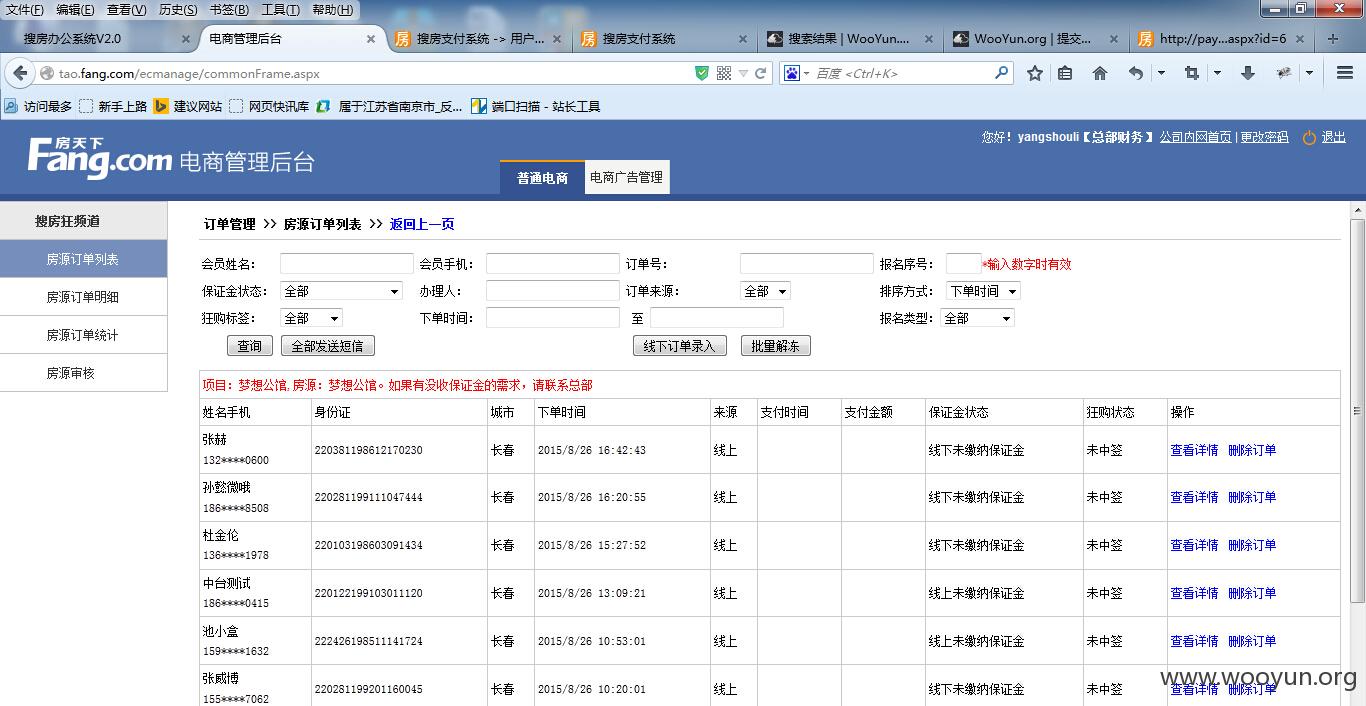 文件(F) 编辑(E) 查看(V) 历史(S) 书签(B) 工具(T) 帮助(H)
搜房办公系统V2.0 电商管理后台 搜房支付系统 -> 用户... 搜房支付系统 搜索结果 | WooYun.... WooYun.org | 提交... http://pay...aspx?id=6
tao.fang.com/ecmanage/commonFrame.aspx 百度 <Ctrl+K>
访问最多 新手上路 建议网站 网页快讯库 属于江苏省南京市_反... 端口扫描 - 站长工具
房天下
Fang.com 电商管理后台
您好！yangshouli【总部财务】 公司内网首页 | 更改密码 退出
普通电商 电商广告管理
搜房狂频道
房源订单列表
房源订单明细
房源订单统计
房源审核
订单管理 >> 房源订单列表 >> 返回上一页
会员姓名： 会员手机： 订单号： 报名序号： *输入数字时有效
保证金状态： 全部 办理人： 订单来源： 全部 排序方式： 下单时间
狂购标签： 全部 下单时间： 至 报名类型： 全部
查询 全部发送短信 线下订单录入 批量解冻
项目：梦想公馆,房源：梦想公馆。如果有没收保证金的需求，请联系总部
姓名手机 身份证 城市 下单时间 来源 支付时间 支付金额 保证金状态 狂购状态 操作
张赫
132****0600 220381198612170230 长春 2015/8/26 16:42:43 线上 线下未缴纳保证金 未中签 查看详情 删除订单
孙懿微哦
186****8508 220281199111047444 长春 2015/8/26 16:20:55 线上 线下未缴纳保证金 未中签 查看详情 删除订单
杜金伦
136****1978 220103198603091434 长春 2015/8/26 15:27:52 线上 线下未缴纳保证金 未中签 查看详情 删除订单
中台测试
186****0415 220122199103011120 长春 2015/8/26 13:09:21 线上 线上未缴纳保证金 未中签 查看详情 删除订单
池小盒
159****1632 222426198511141724 长春 2015/8/26 10:53:01 线上 线上未缴纳保证金 未中签 查看详情 删除订单
张威博
155****7062 220281199201160045 长春 2015/8/26 10:20:01 线上 线下未缴纳保证金 未中签 查看详情 删除订单
www.wooyun.org